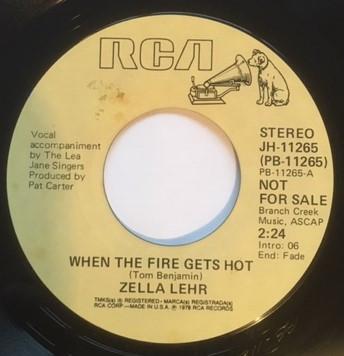 RCA
Vocal
accompaniment
by The Lea
Jane Singers
Produced by
Pat Carter
STEREO
JH-11265
(PB-11265)
PB-11265-A
NOT
FOR SALE
Branch Creek
Music, ASCAP
2:24
Intro: 06
End: Fade
WHEN THE FIRE GETS HOT
(Tom Benjamin)
ZELLA LEHR
TMKS(s) ® REGISTERED • MARCA(s) REGISTRADA(s)
RCA CORP.—MADE IN U.S.A. ℗ 1978 RCA RECORDS